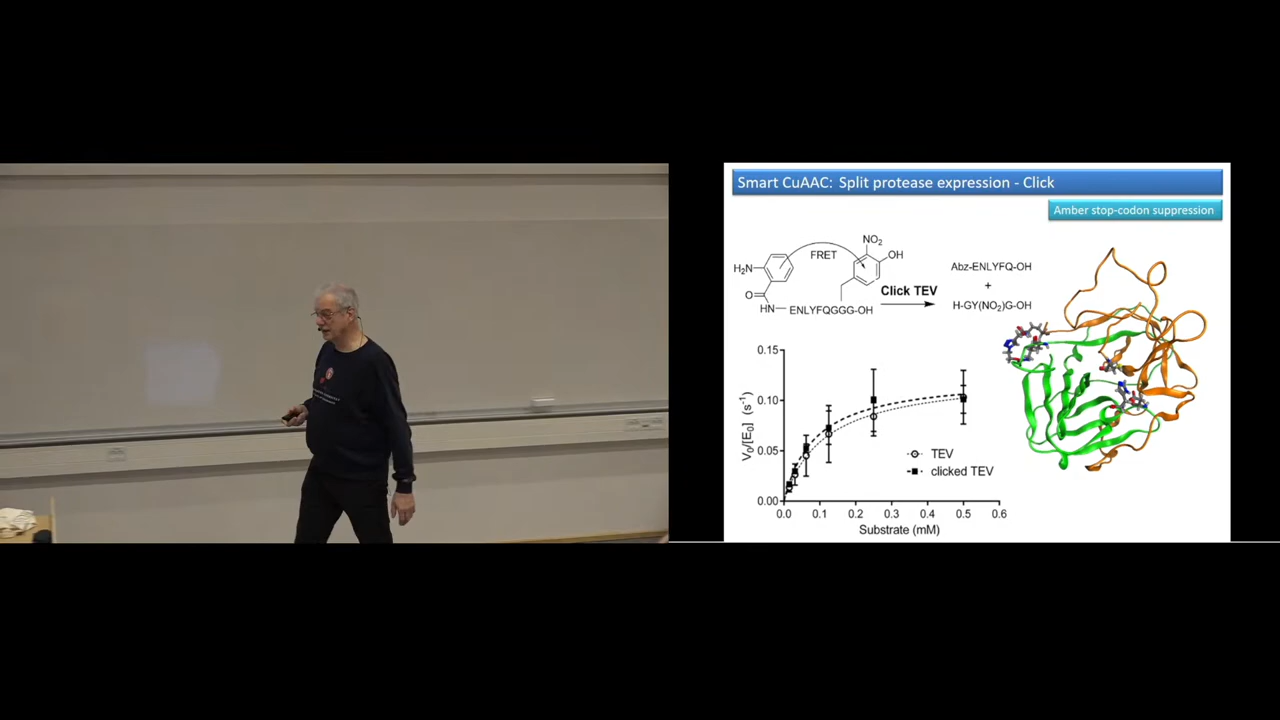 Smart CuAAC: Split protease expression - Click
Amber stop-codon suppression
NO2
FRET
OH
H2N
O
HN
ENLYFQGGG-OH
Click TEV
Abz-ENLYFQ-OH
+
H-GY(NO2)G-OH
0.15
0.10
0.05
0.00
V0/[E0] (s-1)
TEV
clicked TEV
0.0 0.1 0.2 0.3 0.4 0.5 0.6
Substrate (mM)